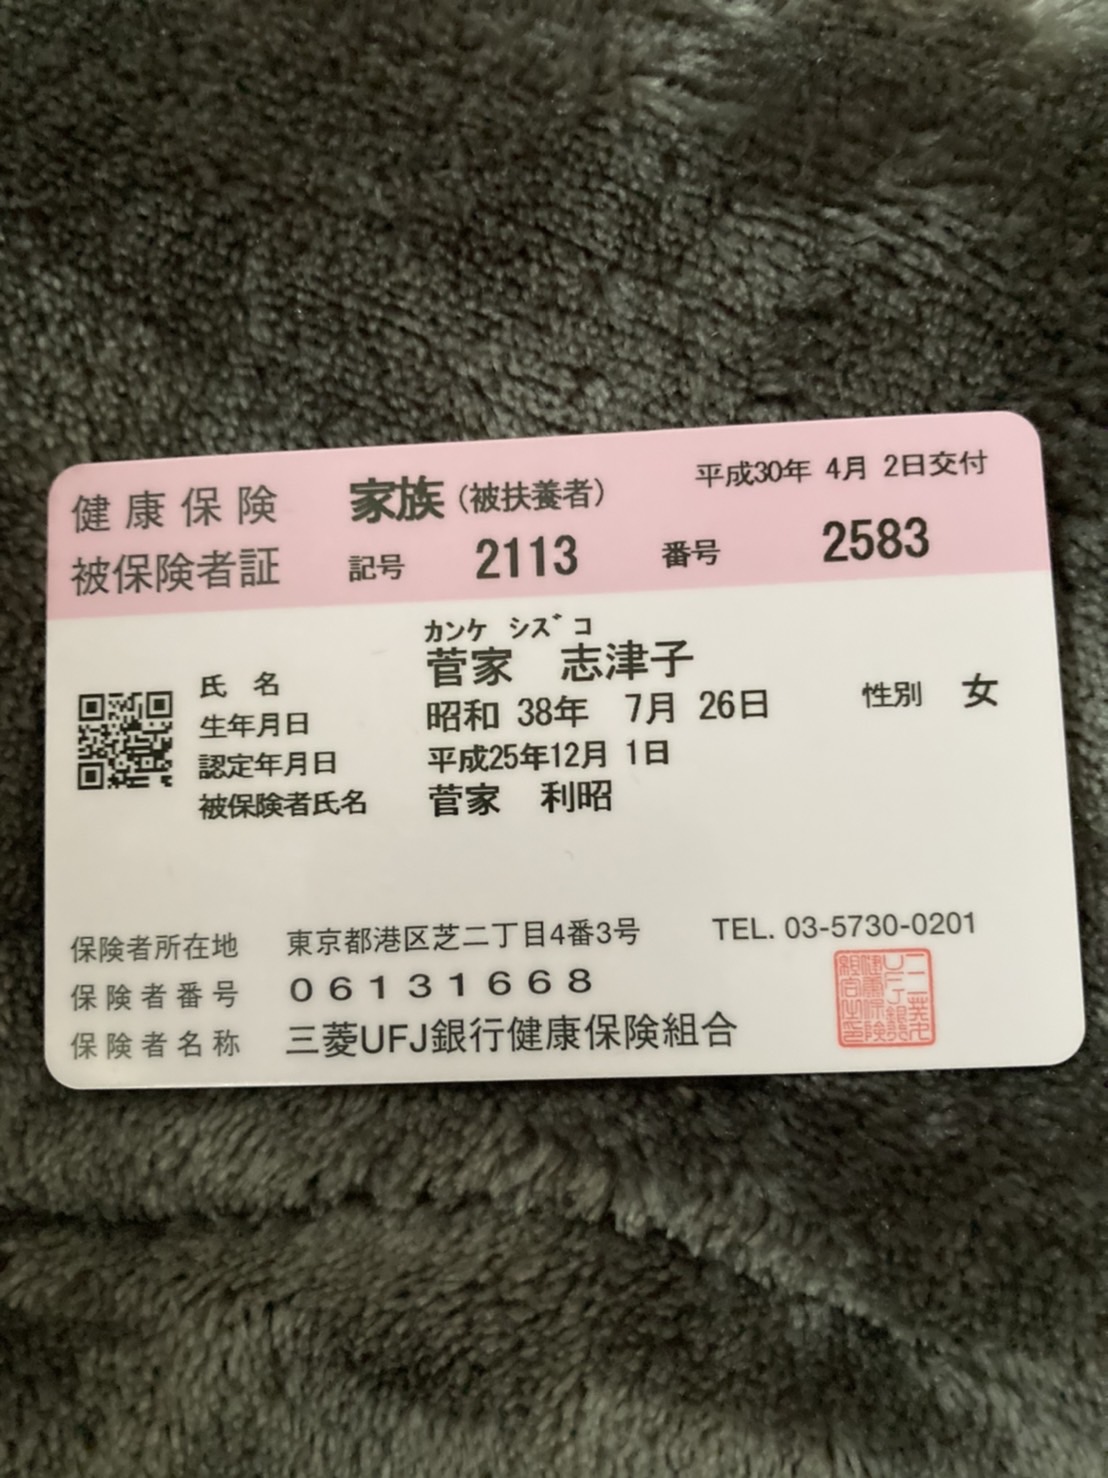 健康保険 家族(被扶養者) 平成30年 4月 2日交付
被保険者証 記号 2113 番号 2583
カンケ シズコ
氏名 菅家 志津子
生年月日 昭和 38年 7月 26日 性別 女
認定年月日 平成25年12月 1日
被保険者氏名 菅家 利昭
保険者所在地 東京都港区芝二丁目4番3号 TEL. 03-5730-0201
保険者番号 06131668
保険者名称 三菱UFJ銀行健康保険組合